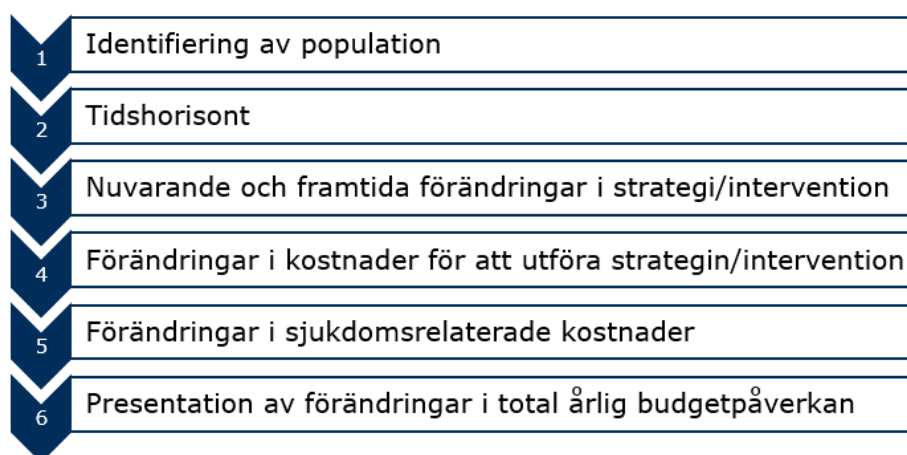 1 Identifiering av population
2 Tidshorisont
3 Nuvarande och framtida förändringar i strategi/intervention
4 Förändringar i kostnader för att utföra strategin/intervention
5 Förändringar i sjukdomsrelaterade kostnader
6 Presentation av förändringar i total årlig budgetpåverkan